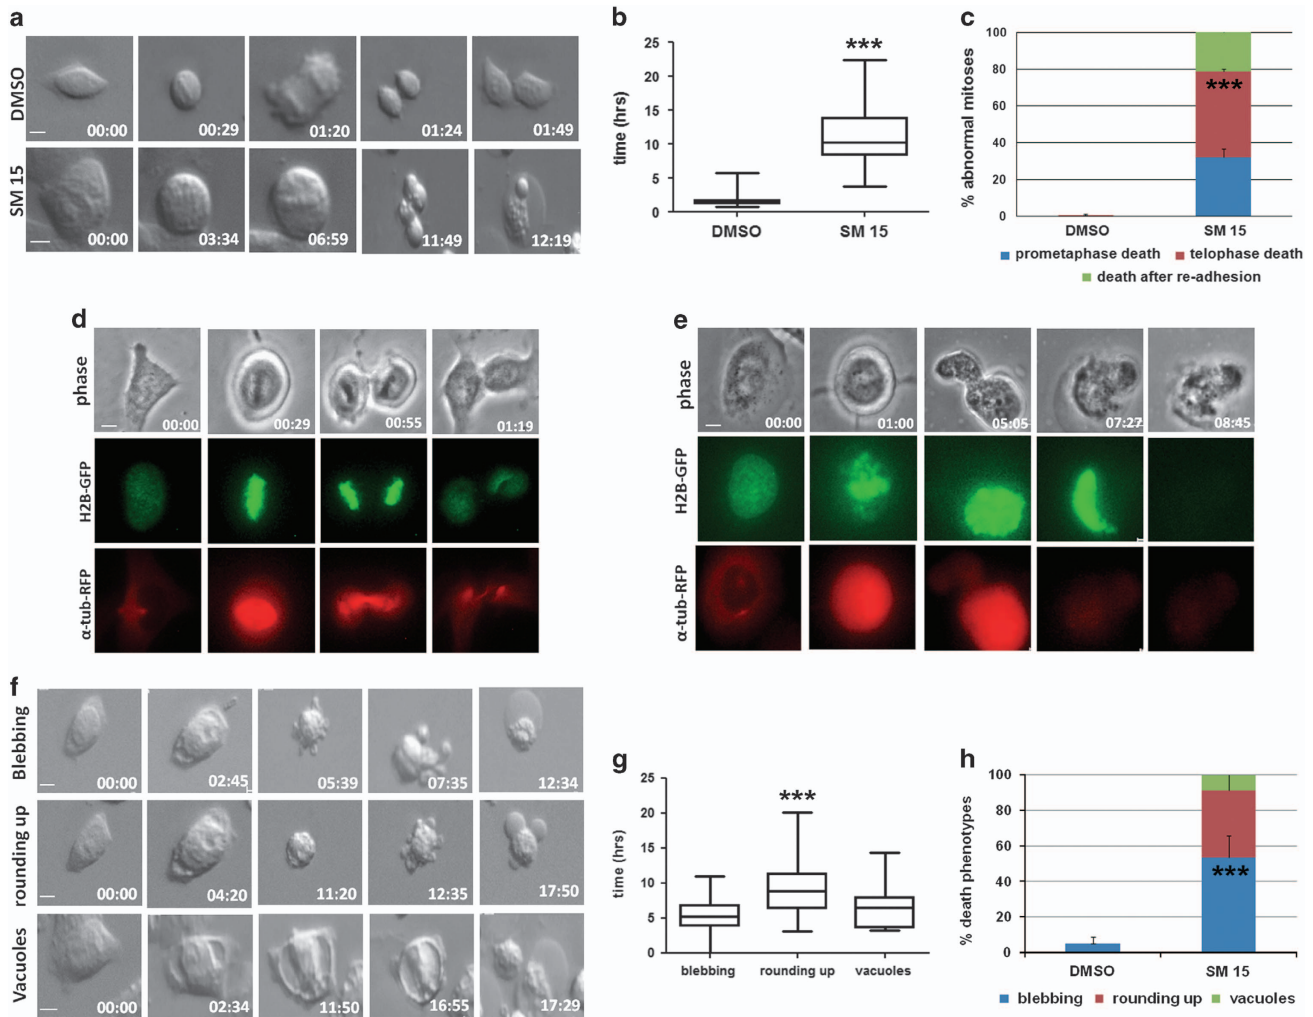 a
DMSO
00:00
00:29
01:20
01:24
01:49
SM 15
00:00
03:34
06:59
11:49
12:19
b
time (hrs)
25
20
15
10
5
0
***
DMSO
SM 15
c
% abnormal mitoses
100
80
60
40
20
0
***
DMSO
SM 15
prometaphase death
telophase death
death after re-adhesion
d
phase
00:00
00:29
00:55
01:19
H2B-GFP
α-tub-RFP
e
phase
00:00
01:00
05:05
07:27
08:45
H2B-GFP
α-tub-RFP
f
Blebbing
00:00
02:45
05:39
07:35
12:34
rounding up
00:00
04:20
11:20
12:35
17:50
Vacuoles
00:00
02:34
11:50
16:55
17:29
g
time (hrs)
25
20
15
10
5
0
***
blebbing
rounding up
vacuoles
h
% death phenotypes
100
80
60
40
20
0
***
DMSO
SM 15
blebbing
rounding up
vacuoles